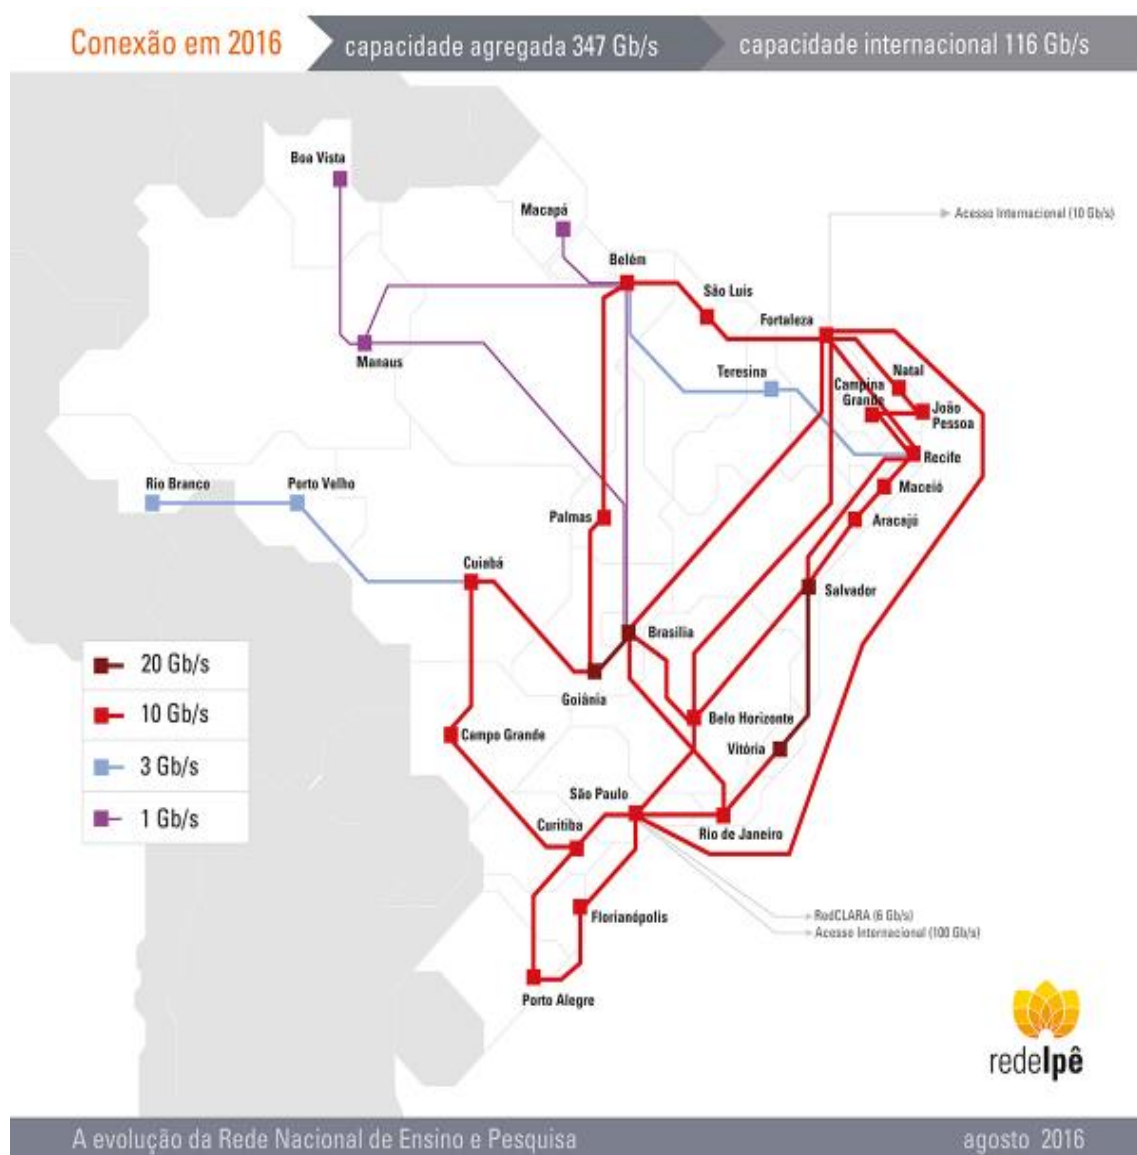 Conexão em 2016
capacidade agregada 347 Gb/s
capacidade internacional 116 Gb/s
Boa Vista
Macapá
Acesso Internacional (10 Gb/s)
Belém
São Luís
Fortaleza
Manaus
Teresina
Natal
Campina
Grande
João
Pessoa
Recife
Rio Branco
Porto Velho
Maceió
Palmas
Aracajú
Cuiabá
Salvador
Brasília
20 Gb/s
Goiânia
10 Gb/s
Campo Grande
Belo Horizonte
Vitória
3 Gb/s
São Paulo
1 Gb/s
Curitiba
Rio de Janeiro
RedCLARA (6 Gb/s)
Florianópolis
Acesso Internacional (100 Gb/s)
Porto Alegre
redeIpê
A evolução da Rede Nacional de Ensino e Pesquisa
agosto 2016